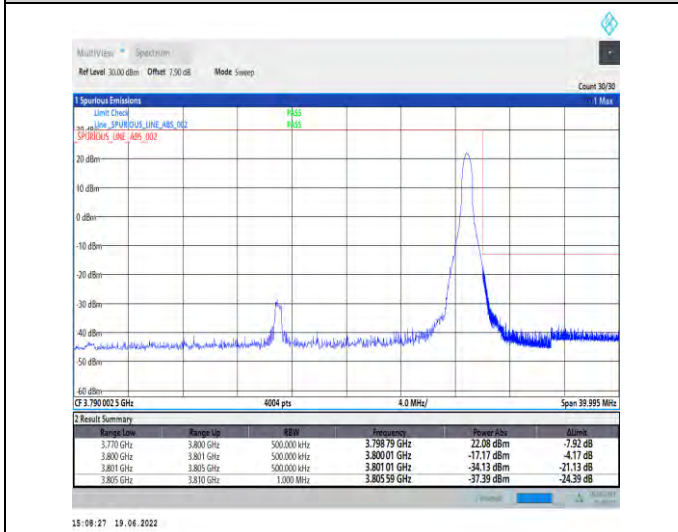 MultiView Spectrum
Ref Level 30.00 dBm Offset 7.90 dB Mode Sweep
Count 30/30
1 Spurious Emissions 1 Max
Limit Check PASS
Line _SPURIOUS_LINE_ABS_002 PASS
_SPURIOUS_LINE_ABS_002
20 dBm
10 dBm
0 dBm
-10 dBm
-20 dBm
-30 dBm
-40 dBm
-50 dBm
-60 dBm
CF 3.790 002 5 GHz 4004 pts 4.0 MHz/ Span 39.995 MHz
2 Result Summary
Range Low Range Up RBW Frequency Power Abs ΔLimit
3.770 GHz 3.800 GHz 500.000 kHz 3.798 79 GHz 22.08 dBm -7.92 dB
3.800 GHz 3.801 GHz 500.000 kHz 3.800 01 GHz -17.17 dBm -4.17 dB
3.801 GHz 3.805 GHz 500.000 kHz 3.801 01 GHz -34.13 dBm -21.13 dB
3.805 GHz 3.810 GHz 1.000 MHz 3.805 59 GHz -37.39 dBm -24.39 dB
15:08:27 19.06.2022